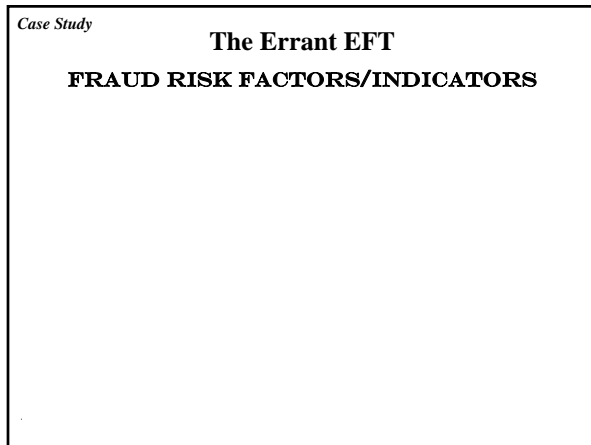 Case Study
The Errant EFT
FRAUD RISK FACTORS/INDICATORS